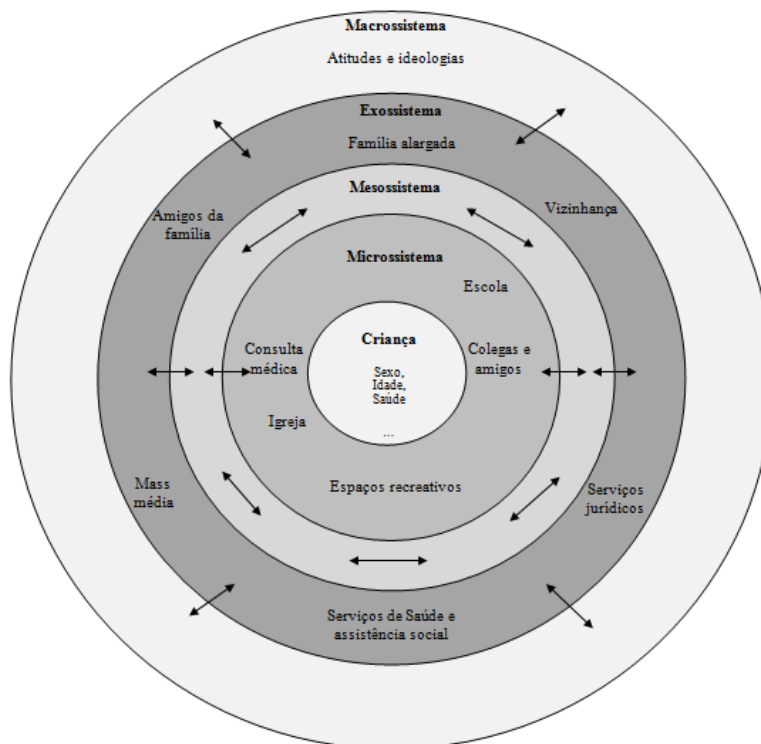 Macrossistema
Atitudes e ideologias
Exossistema
Família alargada
Mesossistema
Amigos da
família
Vizinhança
Microssistema
Escola
Criança
Sexo,
Idade,
Saúde
...
Consulta
médica
Colegas e
amigos
Igreja
Espaços recreativos
Mass
média
Serviços
jurídicos
Serviços de Saúde e
assistência social